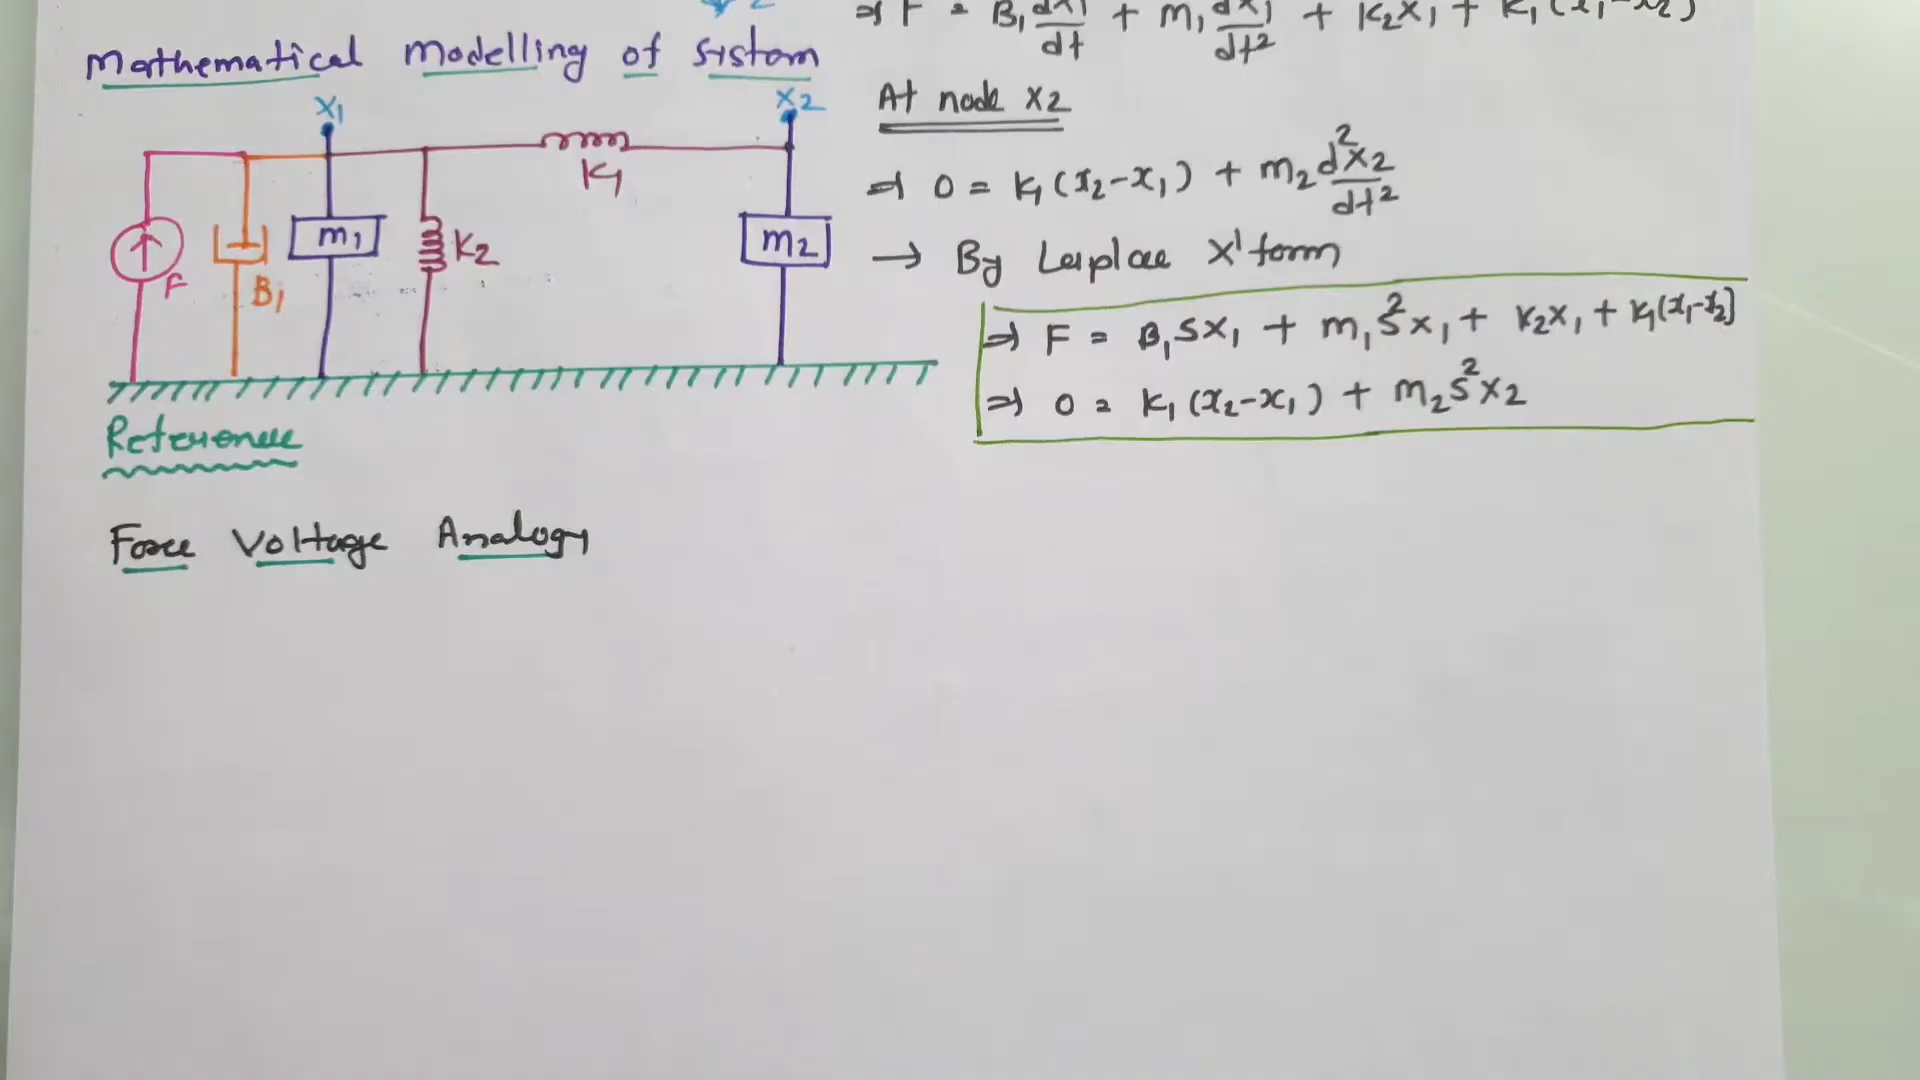 Mathematical Modelling of System
X1
X2
K1
F
B1
m1
K2
m2
Reference
⇒ F = B1 dx1/dt + m1 d²x1/dt² + K2x1 + K1(x1-x2)
At node x2
⇒ 0 = K1(x2-x1) + m2 d²x2/dt²
→ By Laplace X'form
⇒ F = B1SX1 + m1S²x1 + K2x1 + K1(x1-x2]
⇒ 0 = K1(x2-x1) + m2S²x2
Force Voltage Analogy